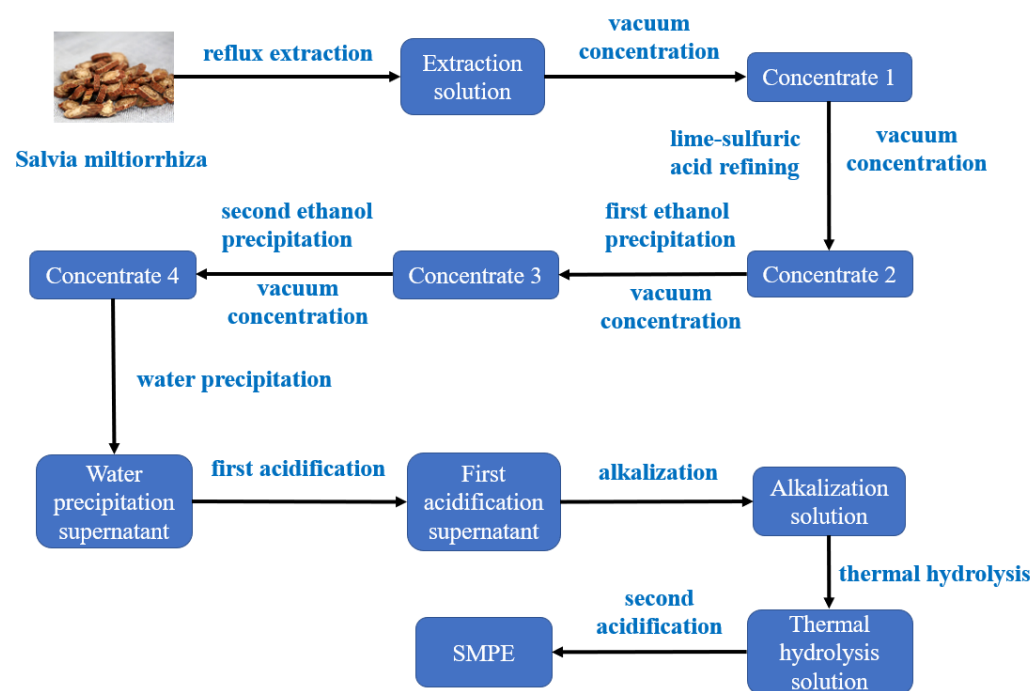 Salvia miltiorrhiza
reflux extraction
Extraction
solution
vacuum
concentration
Concentrate 1
lime-sulfuric
acid refining
vacuum
concentration
Concentrate 2
first ethanol
precipitation
vacuum
concentration
Concentrate 3
second ethanol
precipitation
vacuum
concentration
Concentrate 4
water precipitation
Water
precipitation
supernatant
first acidification
First
acidification
supernatant
alkalization
Alkalization
solution
thermal hydrolysis
Thermal
hydrolysis
solution
second
acidification
SMPE